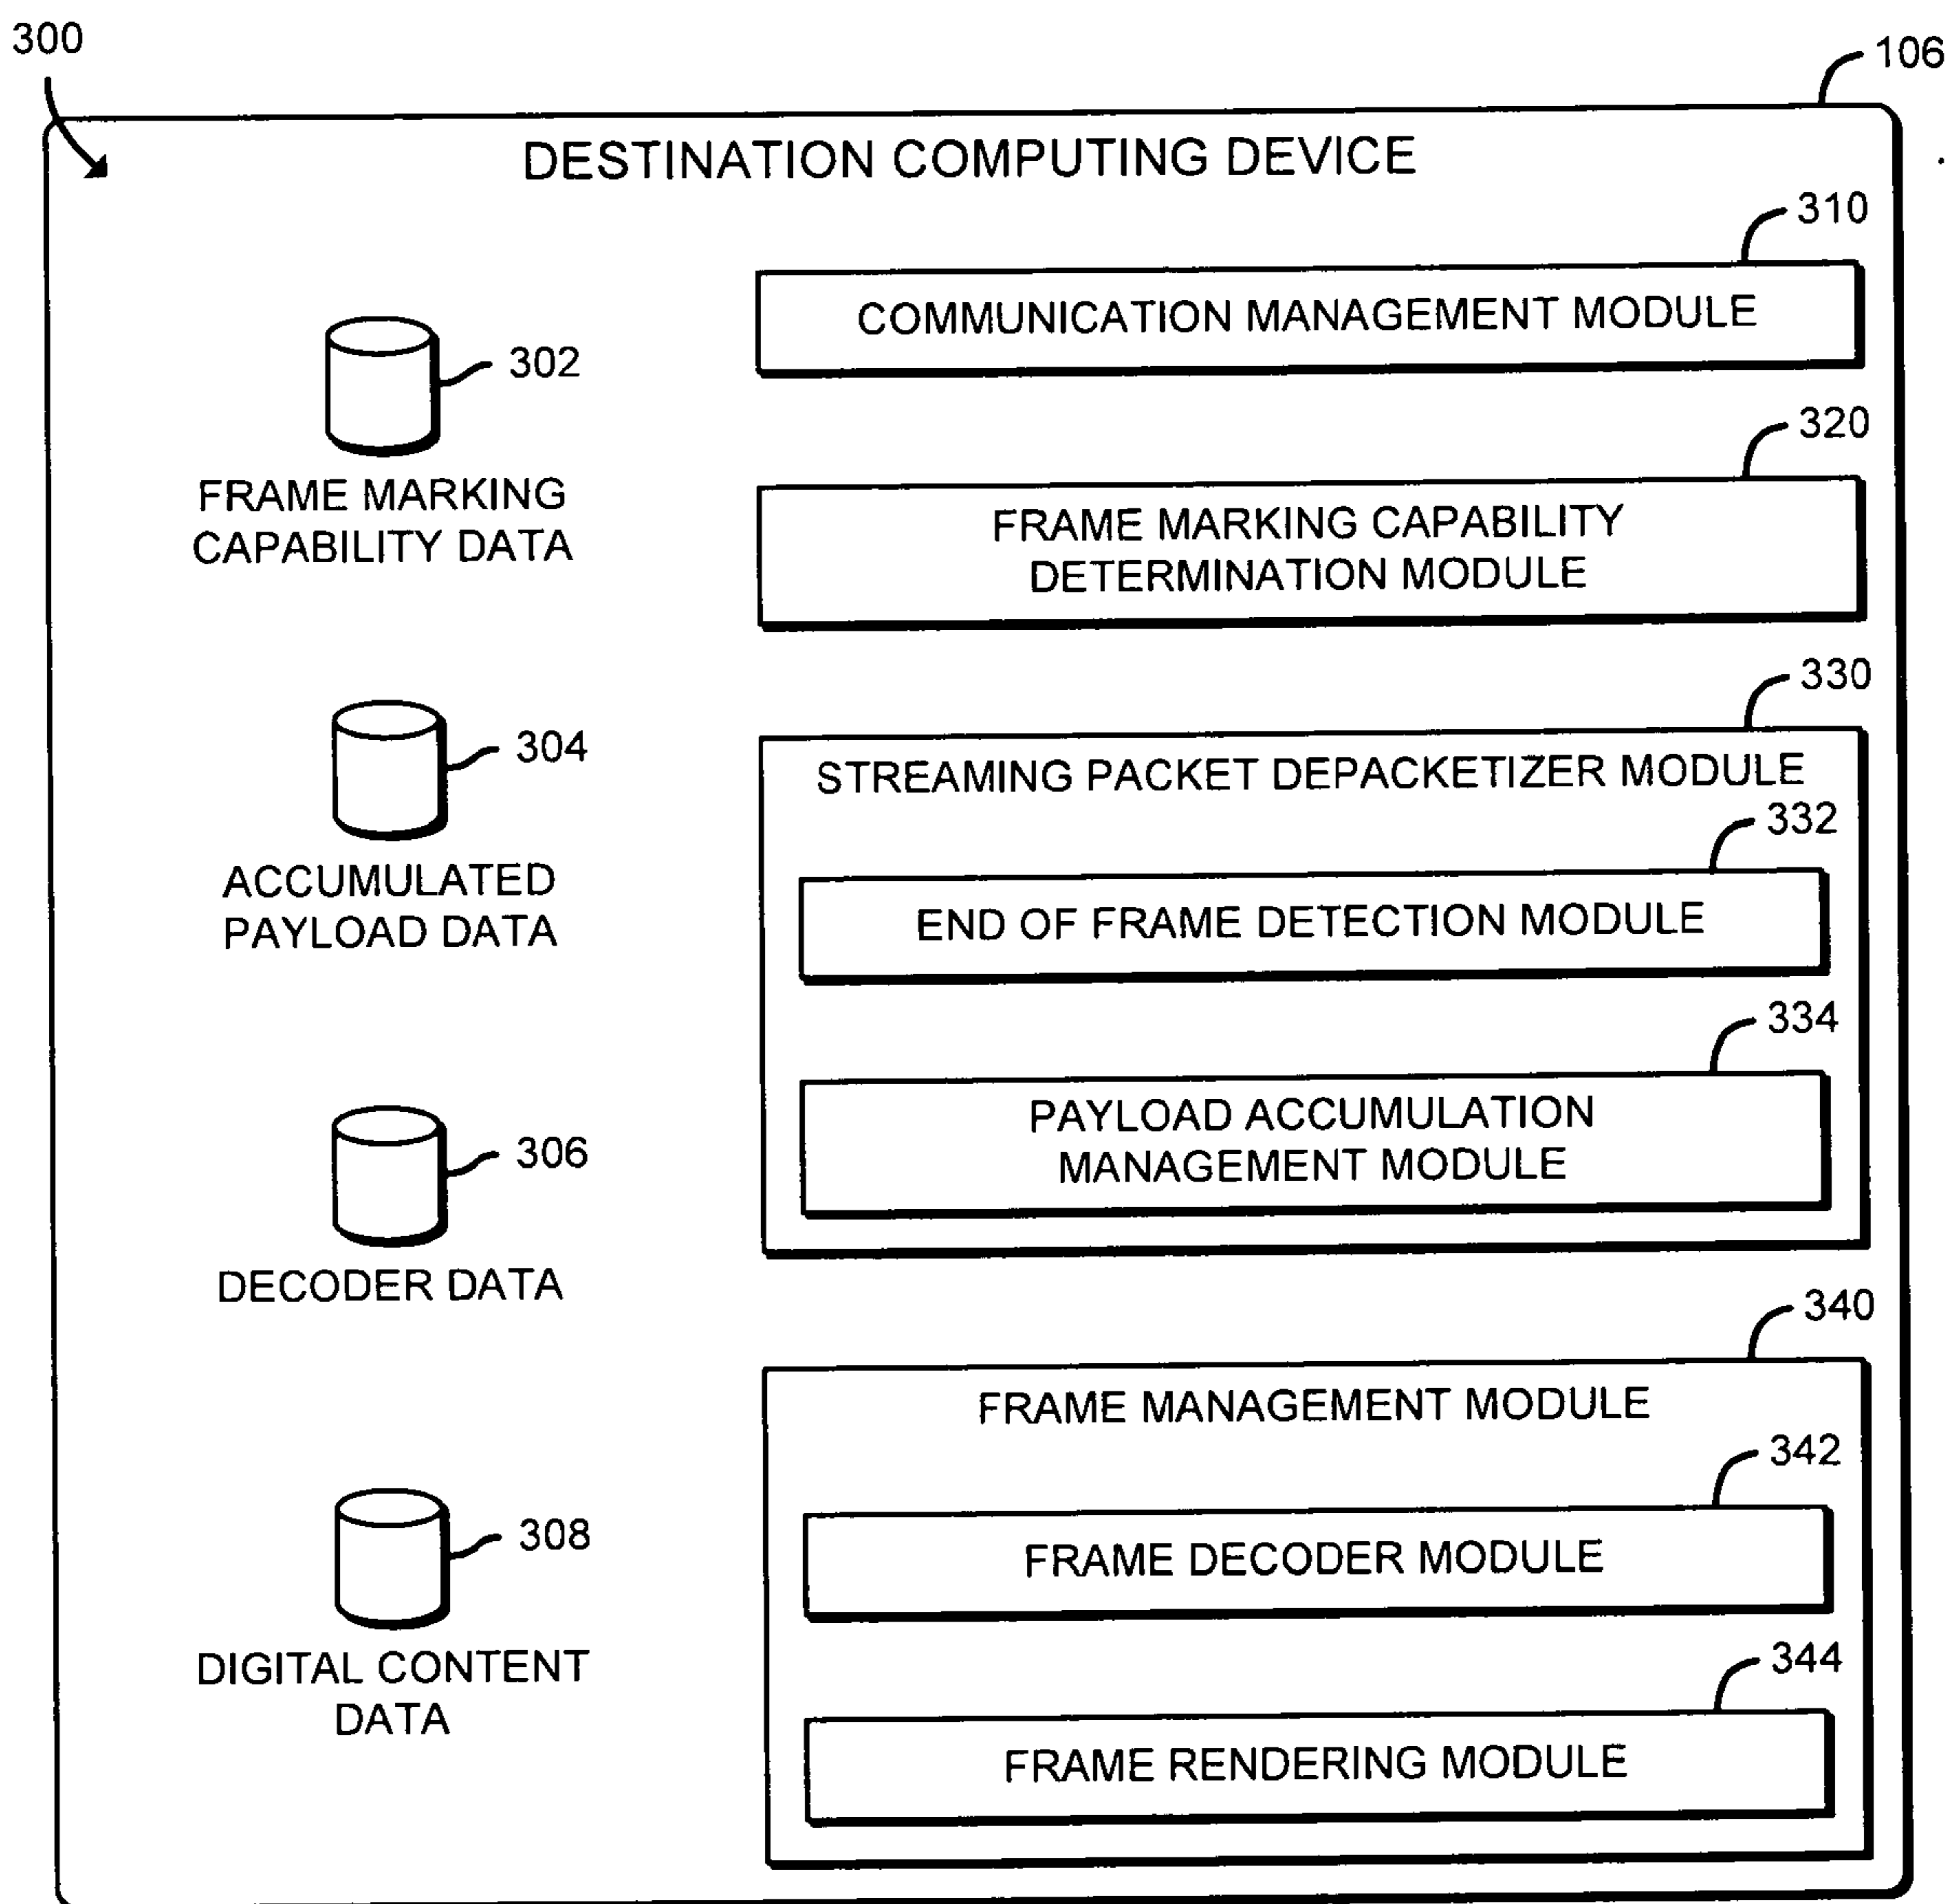 300
106
DESTINATION COMPUTING DEVICE
310
COMMUNICATION MANAGEMENT MODULE
302
FRAME MARKING
CAPABILITY DATA
320
FRAME MARKING CAPABILITY
DETERMINATION MODULE
304
ACCUMULATED
PAYLOAD DATA
330
STREAMING PACKET DEPACKETIZER MODULE
332
END OF FRAME DETECTION MODULE
334
PAYLOAD ACCUMULATION
MANAGEMENT MODULE
306
DECODER DATA
340
FRAME MANAGEMENT MODULE
342
FRAME DECODER MODULE
308
DIGITAL CONTENT
DATA
344
FRAME RENDERING MODULE